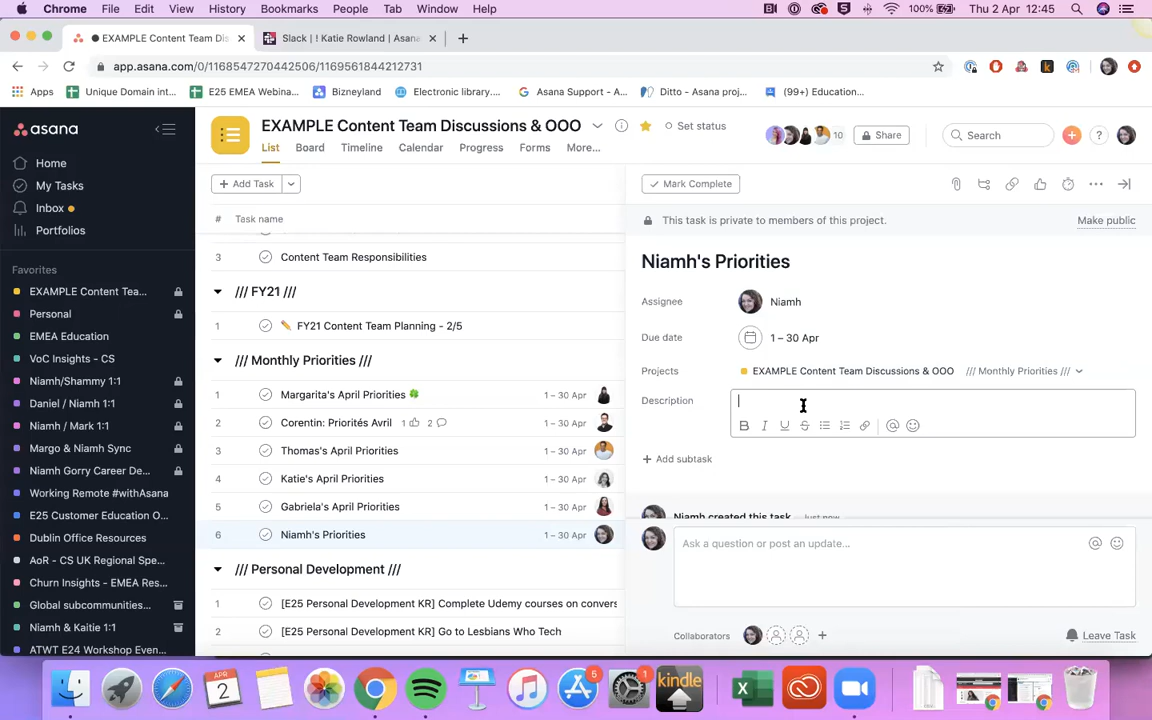 Chrome File Edit View History Bookmarks People Tab Window Help 100% Thu 2 Apr 12:45
EXAMPLE Content Team Dis × Slack | ! Katie Rowland | Asana × +
app.asana.com/0/1168547270442506/1169561844212731
Apps Unique Domain int... E25 EMEA Webina... Bizneyland Electronic library.... Asana Support - A... Ditto - Asana proj... (99+) Education...
asana
Home
My Tasks
Inbox
Portfolios
Favorites
EXAMPLE Content Tea...
Personal
EMEA Education
VoC Insights - CS
Niamh/Shammy 1:1
Daniel / Niamh 1:1
Niamh / Mark 1:1
Margo & Niamh Sync
Niamh Gorry Career De...
Working Remote #withAsana
E25 Customer Education O...
Dublin Office Resources
AoR - CS UK Regional Spe...
Churn Insights - EMEA Res...
Global subcommunities...
Niamh & Kaitie 1:1
ATWT E24 Workshop Even...
EXAMPLE Content Team Discussions & OOO Set status
List Board Timeline Calendar Progress Forms More...
10 Share Search + ?
+ Add Task
# Task name
3 Content Team Responsibilities
/// FY21 ///
1 ✏️ FY21 Content Team Planning - 2/5
/// Monthly Priorities ///
1 Margarita's April Priorities 🍀 1 – 30 Apr
2 Corentin: Priorités Avril 1 2 1 – 30 Apr
3 Thomas's April Priorities 1 – 30 Apr
4 Katie's April Priorities 1 – 30 Apr
5 Gabriela's April Priorities 1 – 30 Apr
6 Niamh's Priorities 1 – 30 Apr
/// Personal Development ///
1 [E25 Personal Development KR] Complete Udemy courses on convers
2 [E25 Personal Development KR] Go to Lesbians Who Tech
Mark Complete
This task is private to members of this project. Make public
Niamh's Priorities
Assignee Niamh
Due date 1 – 30 Apr
Projects EXAMPLE Content Team Discussions & OOO /// Monthly Priorities ///
Description
B I U S @
+ Add subtask
Niamh created this task Just now
Ask a question or post an update... @
Collaborators + Leave Task
APR
2
5
1
kindle